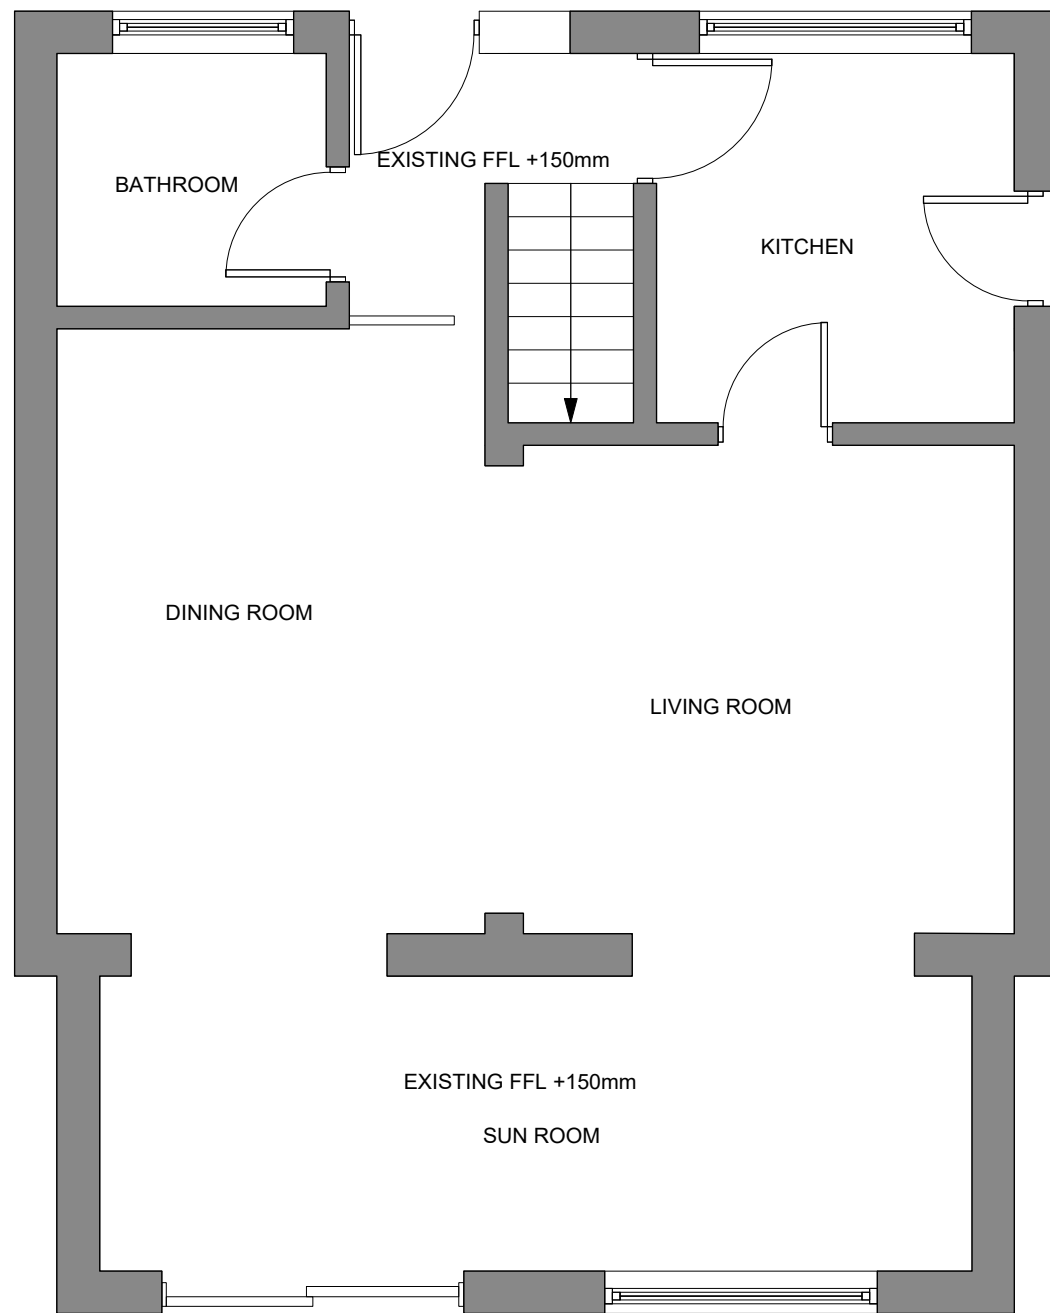 EXISTING FFL +150mm
BATHROOM
KITCHEN
DINING ROOM
LIVING ROOM
EXISTING FFL +150mm
SUN ROOM